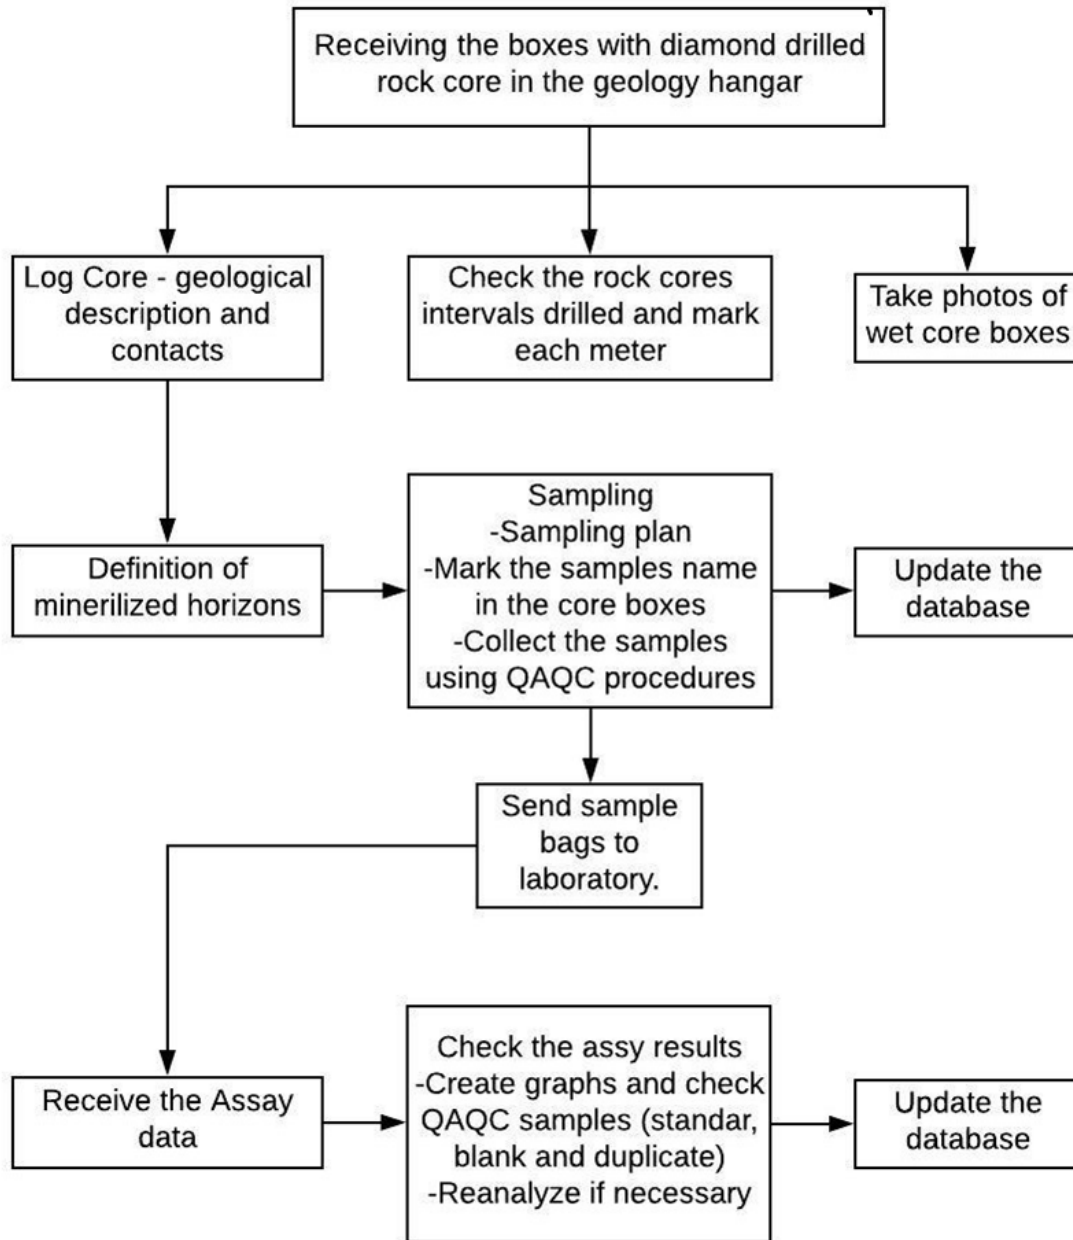 Receiving the boxes with diamond drilled
rock core in the geology hangar
Log Core - geological
description and
contacts
Check the rock cores
intervals drilled and mark
each meter
Take photos of
wet core boxes
Definition of
minerilized horizons
Sampling
-Sampling plan
-Mark the samples name
in the core boxes
-Collect the samples
using QAQC procedures
Update the
database
Send sample
bags to
laboratory.
Receive the Assay
data
Check the assy results
-Create graphs and check
QAQC samples (standar,
blank and duplicate)
-Reanalyze if necessary
Update the
database